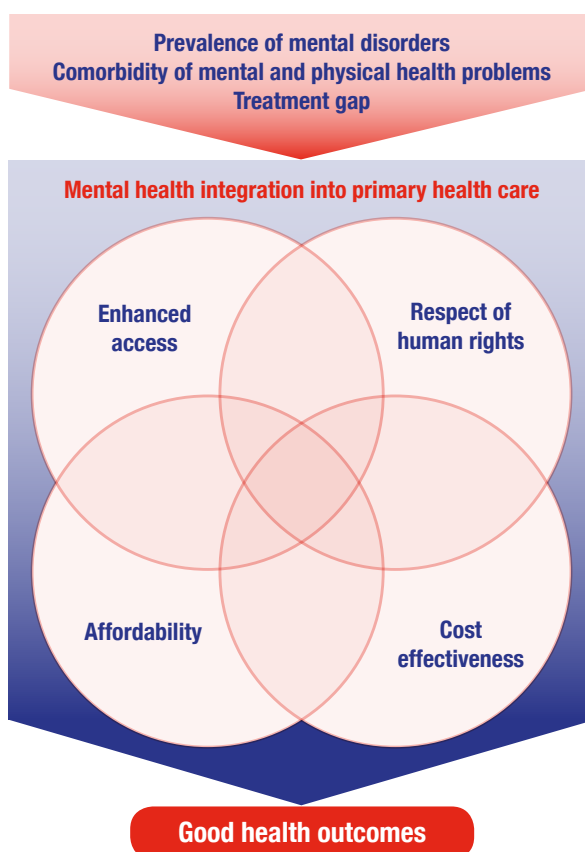 Prevalence of mental disorders
Comorbidity of mental and physical health problems
Treatment gap
Mental health integration into primary health care
Enhanced
access
Respect of
human rights
Affordability
Cost
effectiveness
Good health outcomes